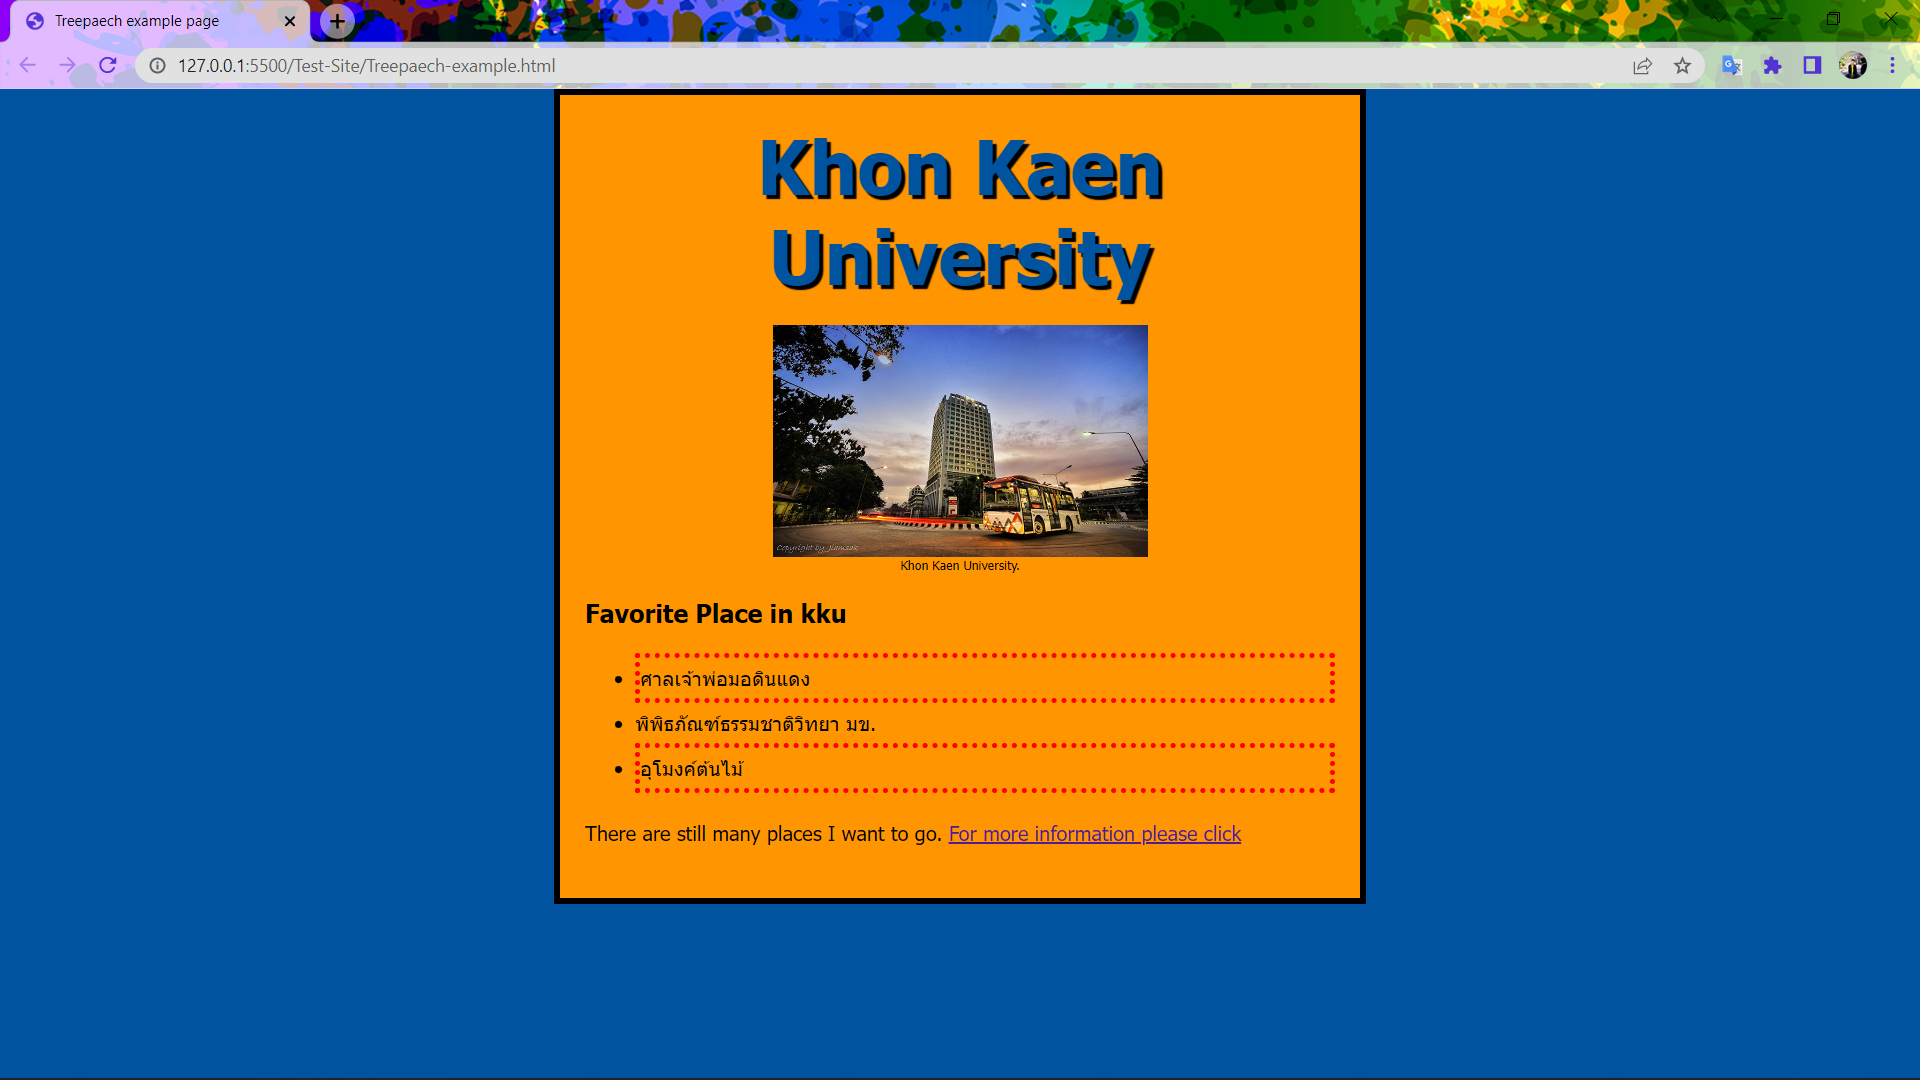 Treepaech example page
127.0.0.1:5500/Test-Site/Treepaech-example.html
Khon Kaen
University
Copyright by Jiamsak
Khon Kaen University.
Favorite Place in kku
ศาลเจ้าพ่อมอดินแดง
พิพิธภัณฑ์ธรรมชาติวิทยา มข.
อุโมงค์ต้นไม้
There are still many places I want to go. For more information please click